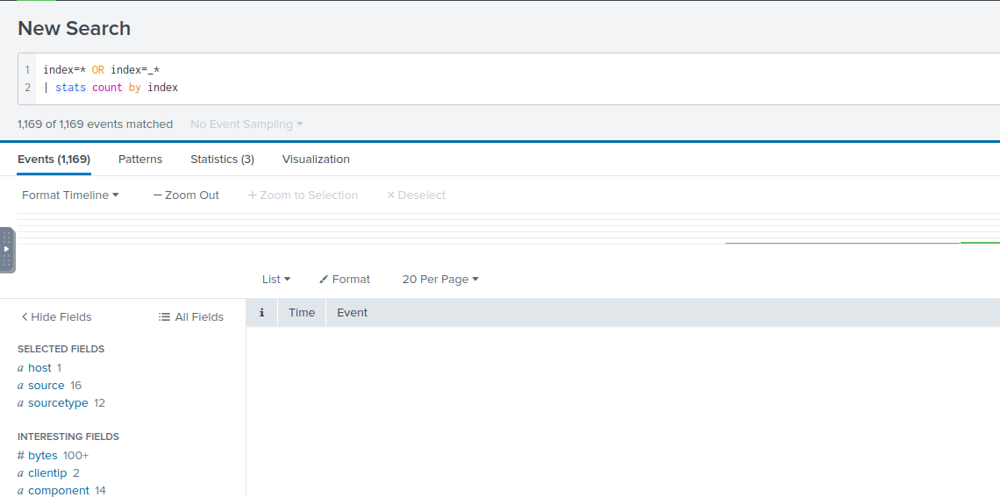 New Search
1 index=* OR index=_*
2 | stats count by index
1,169 of 1,169 events matched No Event Sampling
Events (1,169) Patterns Statistics (3) Visualization
Format Timeline − Zoom Out + Zoom to Selection × Deselect
List Format 20 Per Page
< Hide Fields All Fields i Time Event
SELECTED FIELDS
a host 1
a source 16
a sourcetype 12
INTERESTING FIELDS
# bytes 100+
a clientip 2
a component 14